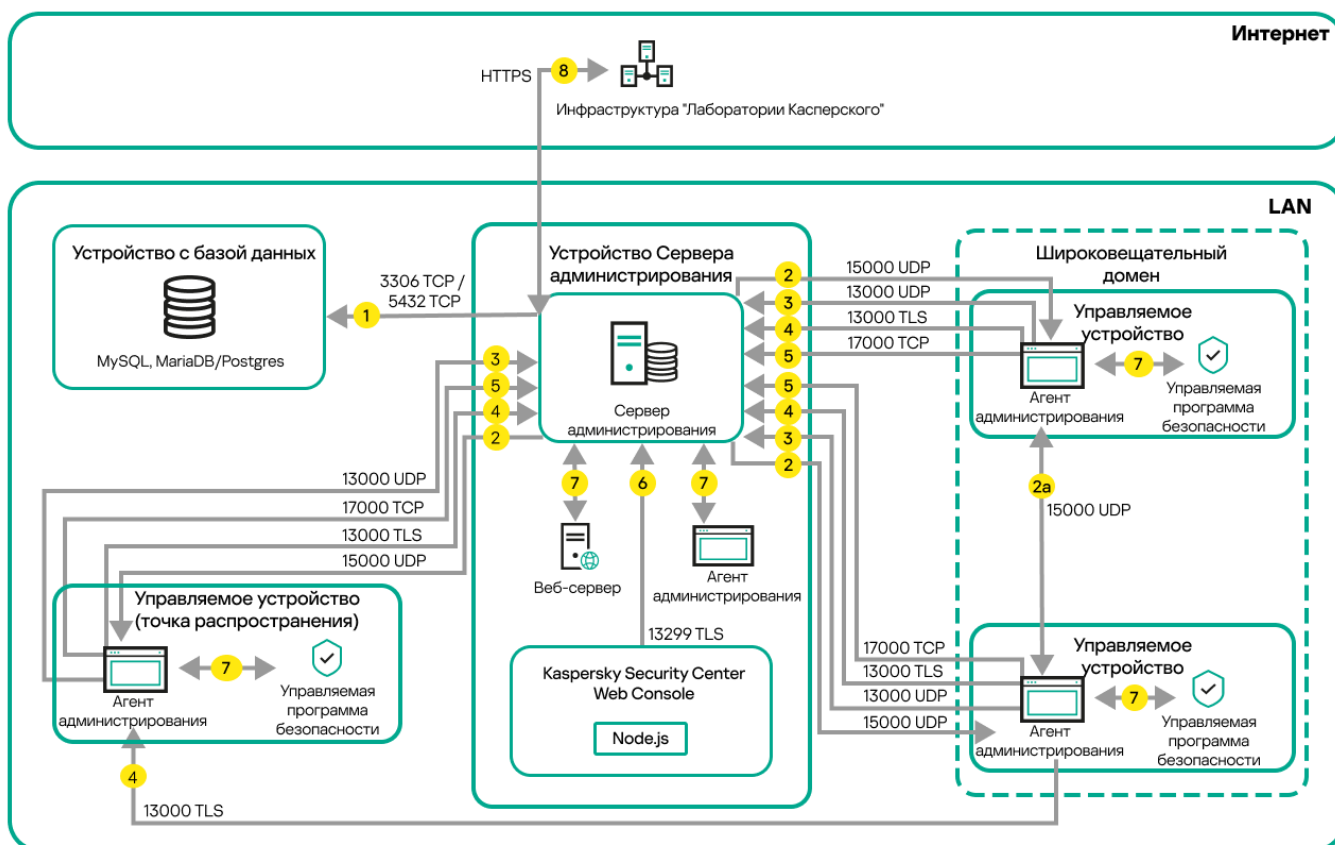 Интернет
HTTPS
8
Инфраструктура "Лаборатории Касперского"
LAN
Устройство с базой данных
MySQL, MariaDB/Postgres
3306 TCP /
5432 TCP
1
Устройство Сервера
администрирования
Сервер
администрирования
3
5
4
2
13000 UDP
17000 TCP
13000 TLS
15000 UDP
2
3
4
5
15000 UDP
13000 UDP
13000 TLS
17000 TCP
5
4
3
2
7
6
7
Веб-сервер
Агент
администрирования
13299 TLS
Kaspersky Security Center
Web Console
Node.js
Широковещательный
домен
Управляемое
устройство
7
Агент
администрирования
Управляемая
программа
безопасности
2a
15000 UDP
17000 TCP
13000 TLS
13000 UDP
15000 UDP
Управляемое
устройство
7
Агент
администрирования
Управляемая
программа
безопасности
Управляемое устройство
(точка распространения)
7
Агент
администрирования
Управляемая
программа
безопасности
4
13000 TLS